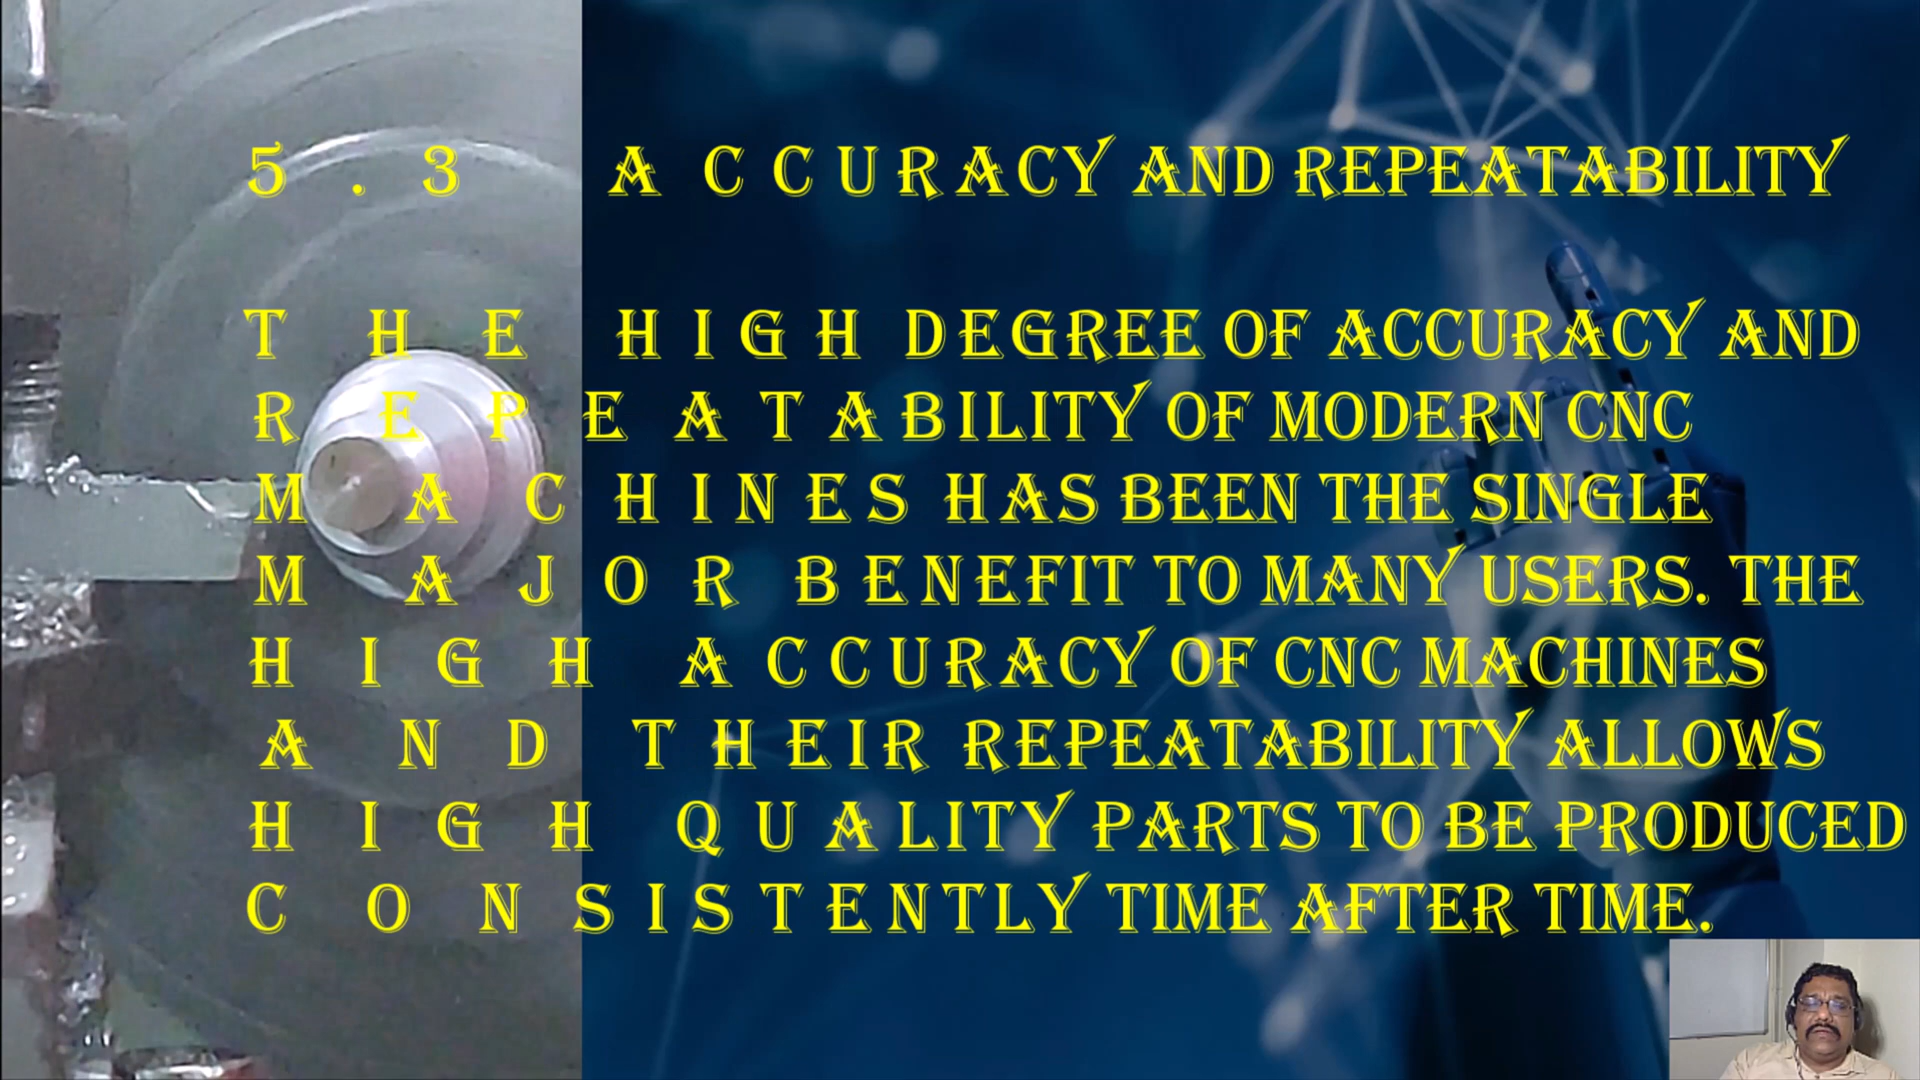 5.3 ACCURACY AND REPEATABILITY
THE HIGH DEGREE OF ACCURACY AND
REPEATABILITY OF MODERN CNC
MACHINES HAS BEEN THE SINGLE
MAJOR BENEFIT TO MANY USERS. THE
HIGH ACCURACY OF CNC MACHINES
AND THEIR REPEATABILITY ALLOWS
HIGH QUALITY PARTS TO BE PRODUCED
CONSISTENTLY TIME AFTER TIME.